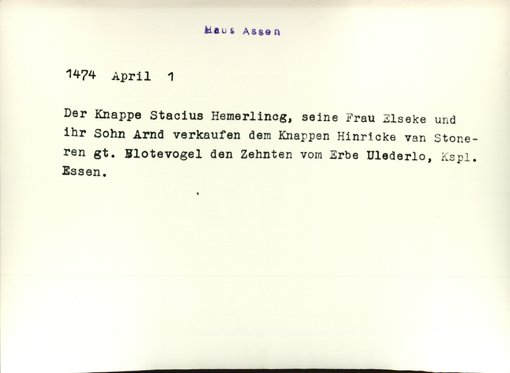 Haus Assen
1474 April 1
Der Knappe Stacius Hemerlincg, seine Frau Elseke und
ihr Sohn Arnd verkaufen dem Knappen Hinricke van Stone-
ren gt. Blotevogel den Zehnten vom Erbe Ulederlo, Kspl.
Essen.